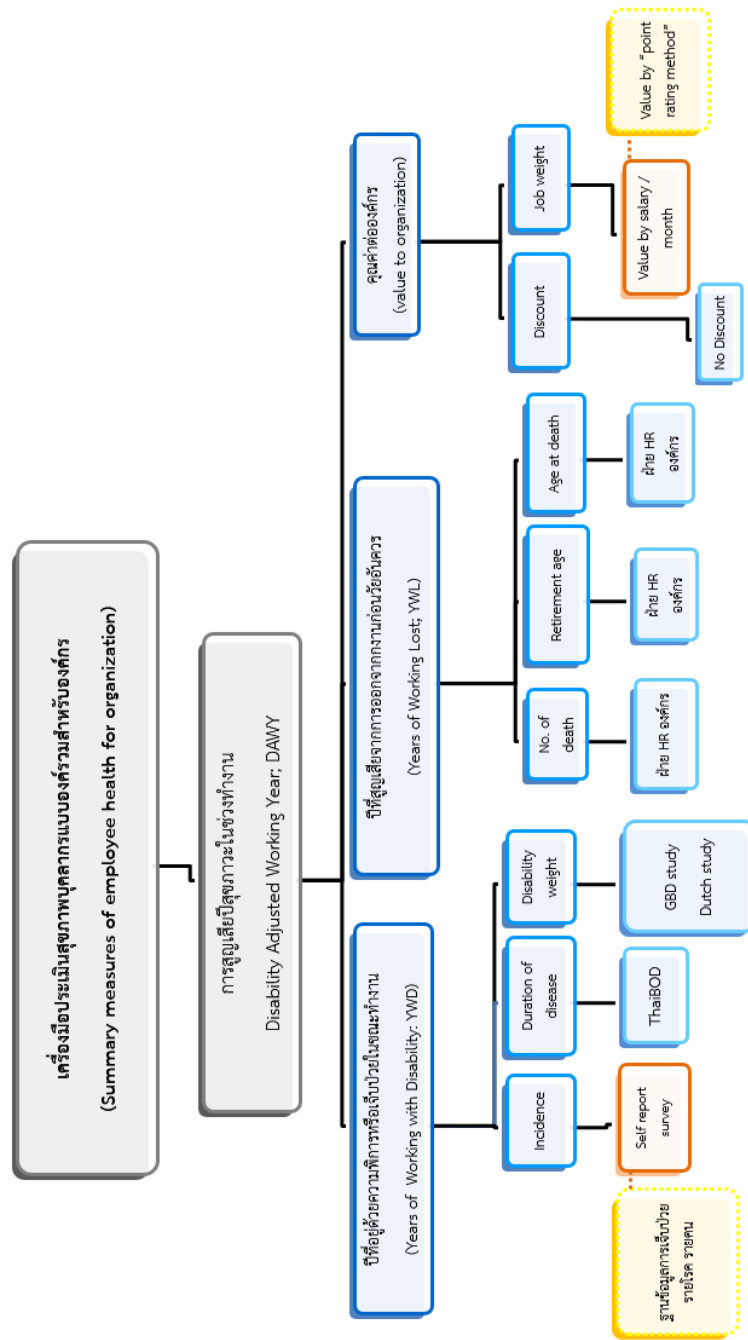 เครื่องมือประเมินสุขภาพบุคลากรแบบองค์รวมสำหรับองค์กร
(Summary measures of employee health for organization)
การสูญเสียปีสุขภาวะในช่วงทำงาน
Disability Adjusted Working Year; DAWY
ปีที่อยู่ด้วยความพิการหรือเจ็บป่วยในขณะทำงาน
(Years of Working with Disability: YWD)
ปีที่สูญเสียจากการออกจากงานก่อนวัยอันควร
(Years of Working Lost; YWL)
คุณค่าต่อองค์กร
(value to organization)
Incidence
Duration of
disease
Disability
weight
No. of
death
Retirement age
Age at death
Discount
Job weight
ฐานข้อมูลการเจ็บป่วย
รายโรค รายคน
Self report
survey
ThaiBOD
GBD study
Dutch study
ฝ่าย HR องค์กร
ฝ่าย HR
องค์กร
ฝ่าย HR
องค์กร
No Discount
Value by salary /
month
Value by “point
rating method”